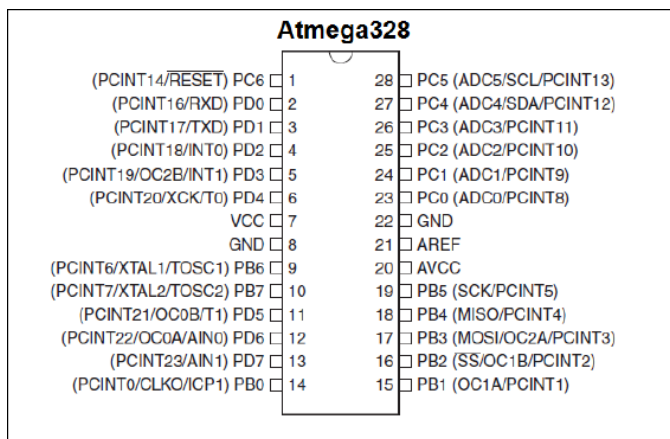 Atmega328
(PCINT14/RESET) PC6 1 28 PC5 (ADC5/SCL/PCINT13)
(PCINT16/RXD) PD0 2 27 PC4 (ADC4/SDA/PCINT12)
(PCINT17/TXD) PD1 3 26 PC3 (ADC3/PCINT11)
(PCINT18/INT0) PD2 4 25 PC2 (ADC2/PCINT10)
(PCINT19/OC2B/INT1) PD3 5 24 PC1 (ADC1/PCINT9)
(PCINT20/XCK/T0) PD4 6 23 PC0 (ADC0/PCINT8)
VCC 7 22 GND
GND 8 21 AREF
(PCINT6/XTAL1/TOSC1) PB6 9 20 AVCC
(PCINT7/XTAL2/TOSC2) PB7 10 19 PB5 (SCK/PCINT5)
(PCINT21/OC0B/T1) PD5 11 18 PB4 (MISO/PCINT4)
(PCINT22/OC0A/AIN0) PD6 12 17 PB3 (MOSI/OC2A/PCINT3)
(PCINT23/AIN1) PD7 13 16 PB2 (SS/OC1B/PCINT2)
(PCINT0/CLKO/ICP1) PB0 14 15 PB1 (OC1A/PCINT1)